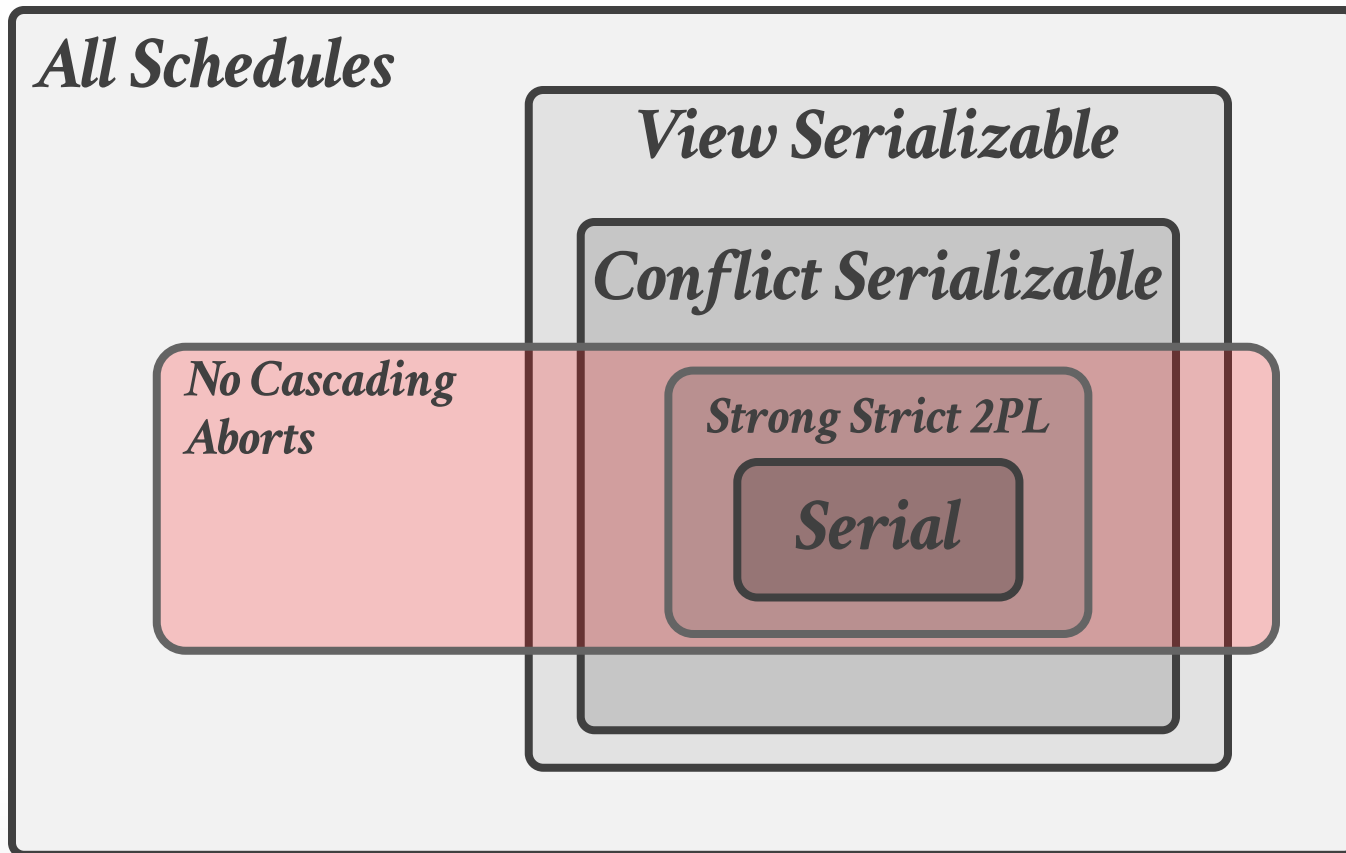 All Schedules
View Serializable
Conflict Serializable
No Cascading
Aborts
Strong Strict 2PL
Serial